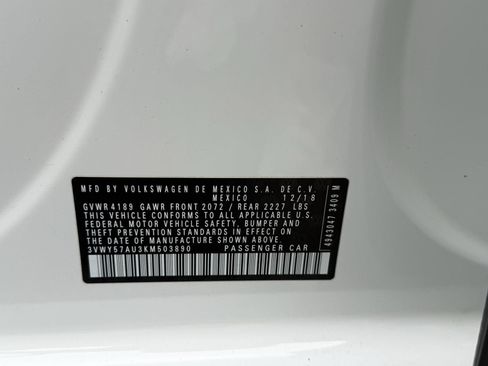 MFD BY VOLKSWAGEN DE MEXICO S.A. DE C.V.
MEXICO 12/18
GVWR 4189 GAWR FRONT 2072 / REAR 2227 LBS
THIS VEHICLE CONFORMS TO ALL APPLICABLE U.S.
FEDERAL MOTOR VEHICLE SAFETY, BUMPER, AND
THEFT PREVENTION STANDARDS IN EFFECT ON
THE DATE OF MANUFACTURE SHOWN ABOVE.
3VWY57AU3KM503890 PASSENGER CAR
4943047 3409 M